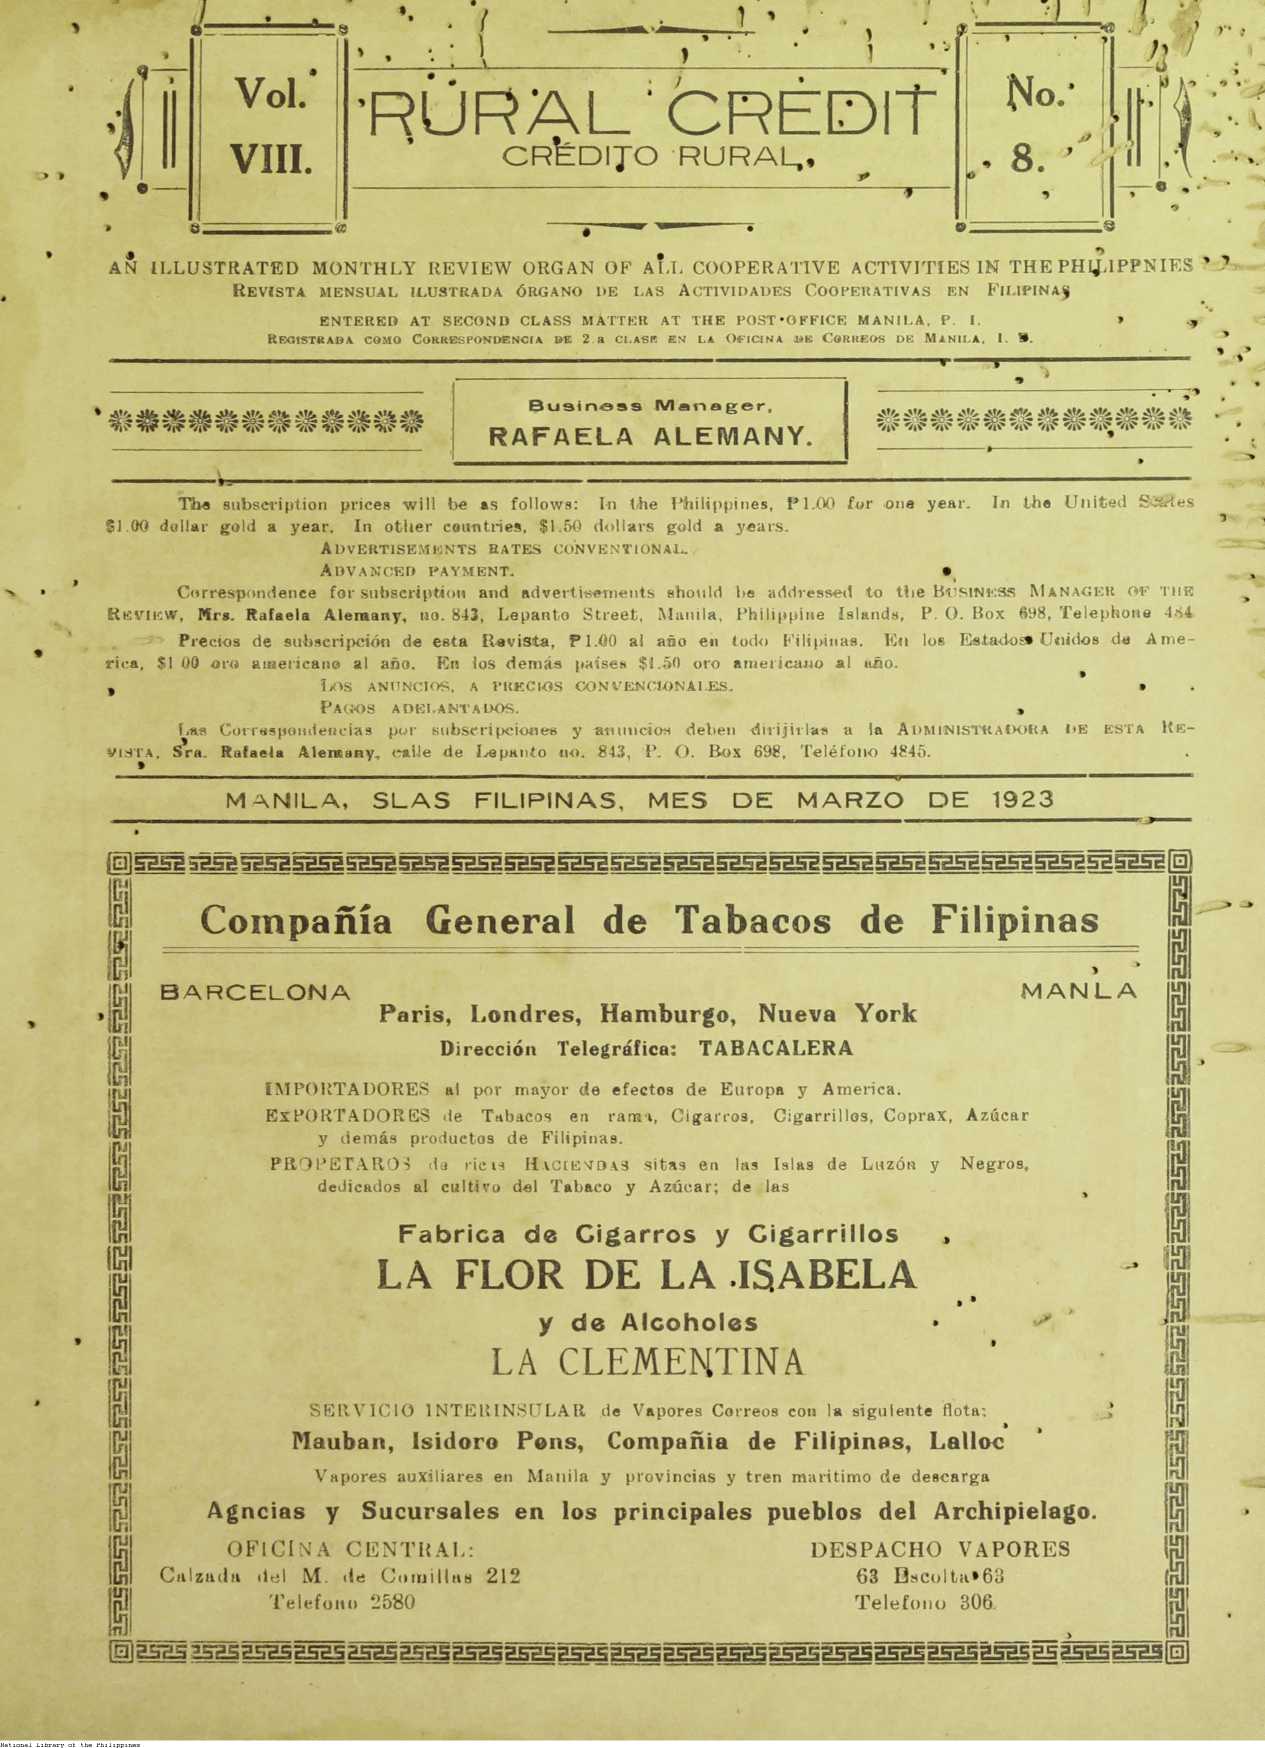 Vol.
VIII.
RURAL CREDIT
CRÉDITO RURAL
No.
8.
AN ILLUSTRATED MONTHLY REVIEW ORGAN OF ALL COOPERATIVE ACTIVITIES IN THE PHILIPPNIES
REVISTA MENSUAL ILUSTRADA ÓRGANO DE LAS ACTIVIDADES COOPERATIVAS EN FILIPINAS
ENTERED AT SECOND CLASS MATTER AT THE POST-OFFICE MANILA, P. I.
REGISTRADA COMO CORRESPONDENCIA DE 2.a CLASE EN LA OFICINA DE CORREOS DE MANILA, I. F.
Business Manager,
RAFAELA ALEMANY.
The subscription prices will be as follows: In the Philippines, ₱1.00 for one year. In the United States
$1.00 dollar gold a year. In other countries, $1.50 dollars gold a years.
ADVERTISEMENTS RATES CONVENTIONAL.
ADVANCED PAYMENT.
Correspondence for subscription and advertisements should be addressed to the BUSINESS MANAGER OF THE
REVIEW, Mrs. Rafaela Alemany, no. 843, Lepanto Street, Manila, Philippine Islands, P. O. Box 698, Telephone 484
Precios de subscripción de esta Revista, ₱1.00 al año en todo Filipinas. En los Estados Unidos de Ame-
rica, $1 00 oro americano al año. En los demás países $1.50 oro americano al año.
LOS ANUNCIOS, A PRECIOS CONVENCIONALES.
PAGOS ADELANTADOS.
Las Correspondencias por subscripciones y anuncios deben dirijirlas a la ADMINISTRADORA DE ESTA RE-
VISTA, Sra. Rafaela Alemany, calle de Lepanto no. 843, P. O. Box 698, Teléfono 4845.
MANILA, SLAS FILIPINAS, MES DE MARZO DE 1923
Compañía General de Tabacos de Filipinas
BARCELONA
MANLA
Paris, Londres, Hamburgo, Nueva York
Dirección Telegráfica: TABACALERA
IMPORTADORES al por mayor de efectos de Europa y America.
ExPORTADORES de Tabacos en rama, Cigarros, Cigarrillos, Coprax, Azúcar
y demás productos de Filipinas.
PROPETAROS de ricas HACIENDAS sitas en las Islas de Luzón y Negros,
dedicados al cultivo del Tabaco y Azúcar; de las
Fabrica de Cigarros y Cigarrillos
LA FLOR DE LA ISABELA
y de Alcoholes
LA CLEMENTINA
SERVICIO INTERINSULAR de Vapores Correos con la siguiente flota:
Mauban, Isidoro Pons, Compañia de Filipinas, Lalloc
Vapores auxiliares en Manila y provincias y tren maritimo de descarga
Agncias y Sucursales en los principales pueblos del Archipielago.
OFICINA CENTRAL:
Calzada del M. de Comillas 212
Telefono 2580
DESPACHO VAPORES
63 Escolta 63
Telefono 306.
National Library of the Philippines